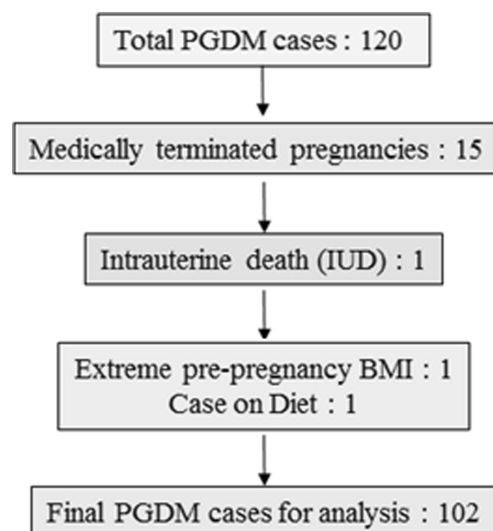 Total PGDM cases : 120
Medically terminated pregnancies : 15
Intrauterine death (IUD) : 1
Extreme pre-pregnancy BMI : 1
Case on Diet : 1
Final PGDM cases for analysis : 102